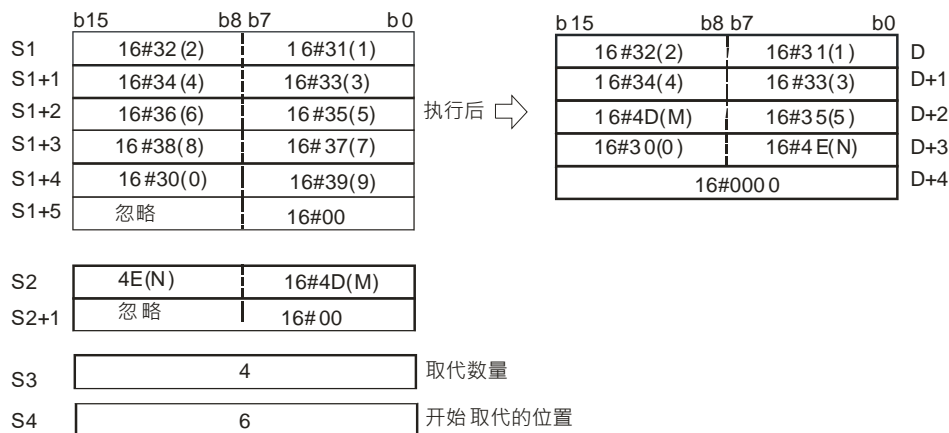 b15 b8 b7 b0
S1 16#32(2) 16#31(1)
S1+1 16#34(4) 16#33(3)
S1+2 16#36(6) 16#35(5)
S1+3 16#38(8) 16#37(7)
S1+4 16#30(0) 16#39(9)
S1+5 忽略 16#00
执行后
b15 b8 b7 b0
16#32(2) 16#31(1) D
16#34(4) 16#33(3) D+1
16#4D(M) 16#35(5) D+2
16#30(0) 16#4E(N) D+3
16#0000 D+4
S2 4E(N) 16#4D(M)
S2+1 忽略 16#00
S3 4 取代数量
S4 6 开始取代的位置